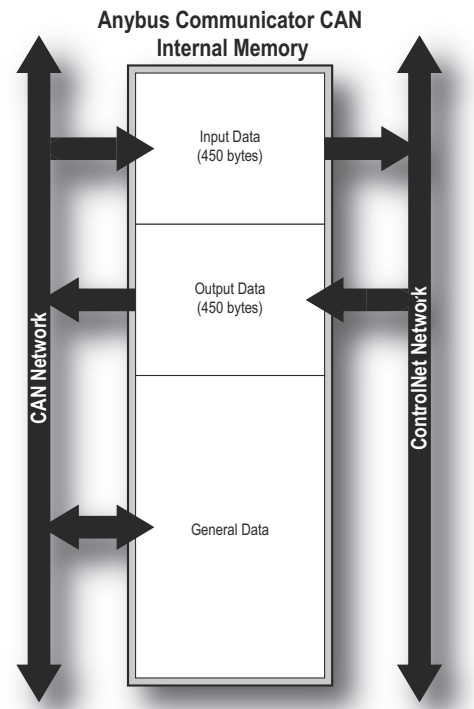 Anybus Communicator CAN
Internal Memory
Input Data
(450 bytes)
Output Data
(450 bytes)
General Data
CAN Network
ControlNet Network